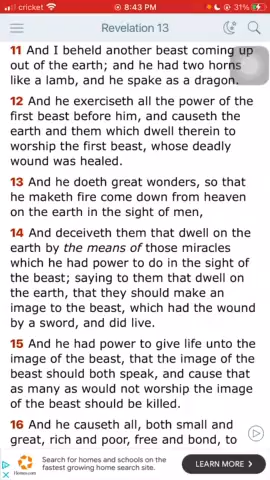 cricket
8:43 PM
31%
Revelation 13
11 And I beheld another beast coming up
out of the earth; and he had two horns
like a lamb, and he spake as a dragon.
12 And he exerciseth all the power of the
first beast before him, and causeth the
earth and them which dwell therein to
worship the first beast, whose deadly
wound was healed.
13 And he doeth great wonders, so that
he maketh fire come down from heaven
on the earth in the sight of men,
14 And deceiveth them that dwell on the
earth by the means of those miracles
which he had power to do in the sight of
the beast; saying to them that dwell on
the earth, that they should make an
image to the beast, which had the wound
by a sword, and did live.
15 And he had power to give life unto the
image of the beast, that the image of the
beast should both speak, and cause that
as many as would not worship the image
of the beast should be killed.
16 And he causeth all, both small and
great, rich and poor, free and bond, to
Search for homes and schools on the
fastest growing home search site.
Homes.com
LEARN MORE >